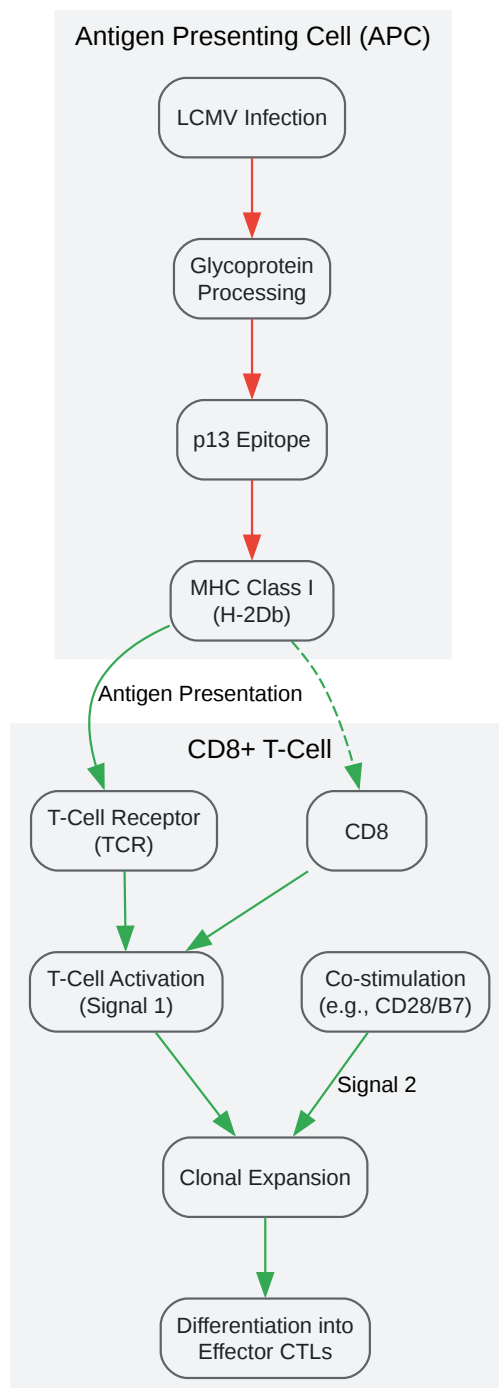 Antigen Presenting Cell (APC)
LCMV Infection
Glycoprotein
Processing
p13 Epitope
MHC Class I
(H-2Db)
Antigen Presentation
CD8+ T-Cell
T-Cell Receptor
(TCR)
CD8
T-Cell Activation
(Signal 1)
Co-stimulation
(e.g., CD28/B7)
Signal 2
Clonal Expansion
Differentiation into
Effector CTLs